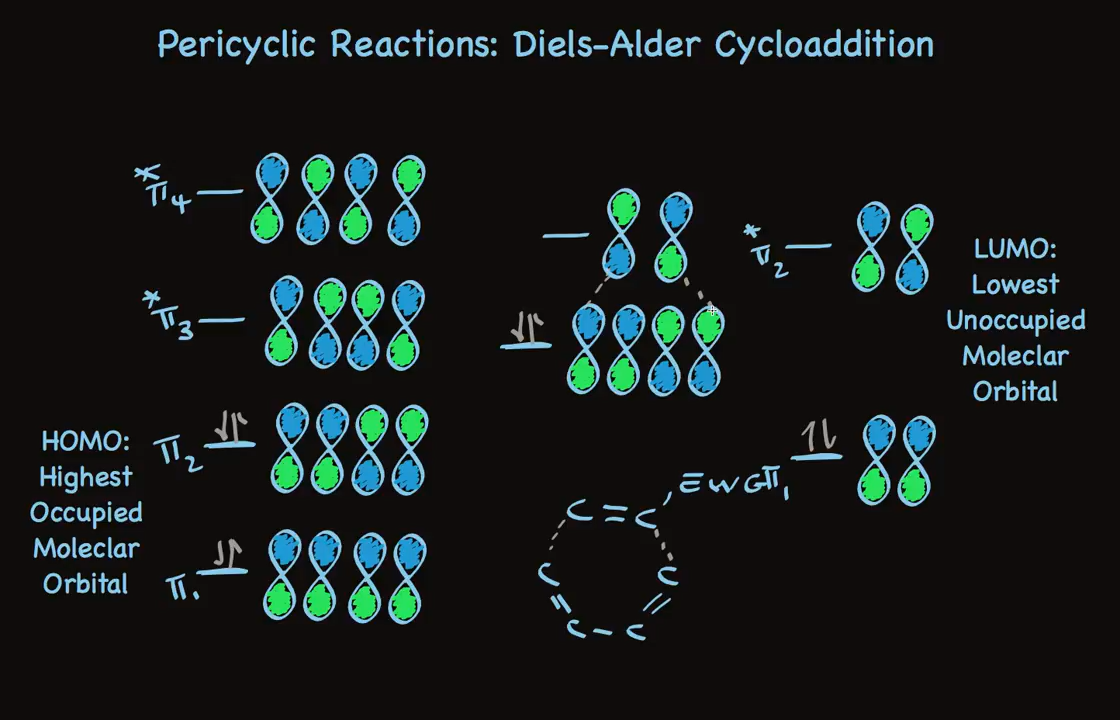 Pericyclic Reactions: Diels-Alder Cycloaddition
*
π4
*
π3
π2
π1
HOMO:
Highest
Occupied
Moleclar
Orbital
*
π2
LUMO:
Lowest
Unoccupied
Moleclar
Orbital
EWG
π1
C = C
C
C
C - C